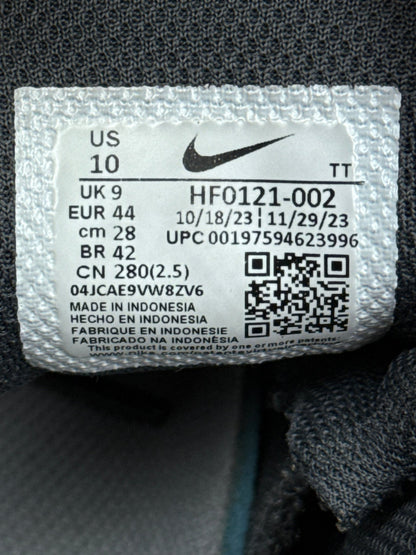 US
10
TT
UK 9
EUR 44
cm 28
BR 42
CN 280(2.5)
HF0121-002
10/18/23 | 11/29/23
UPC 00197594623996
04JCAE9VW8ZV6
MADE IN INDONESIA
HECHO EN INDONESIA
FABRIQUE EN INDONESIE
FABRICADO NA INDONÉSIA
This product is covered by one or more patents.